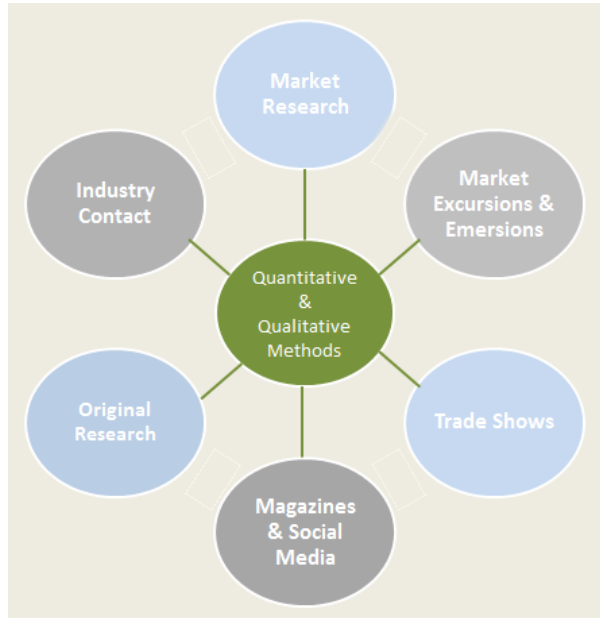 Market
Research
Market
Excursions &
Emersions
Trade Shows
Magazines
& Social
Media
Original
Research
Industry
Contact
Quantitative
&
Qualitative
Methods